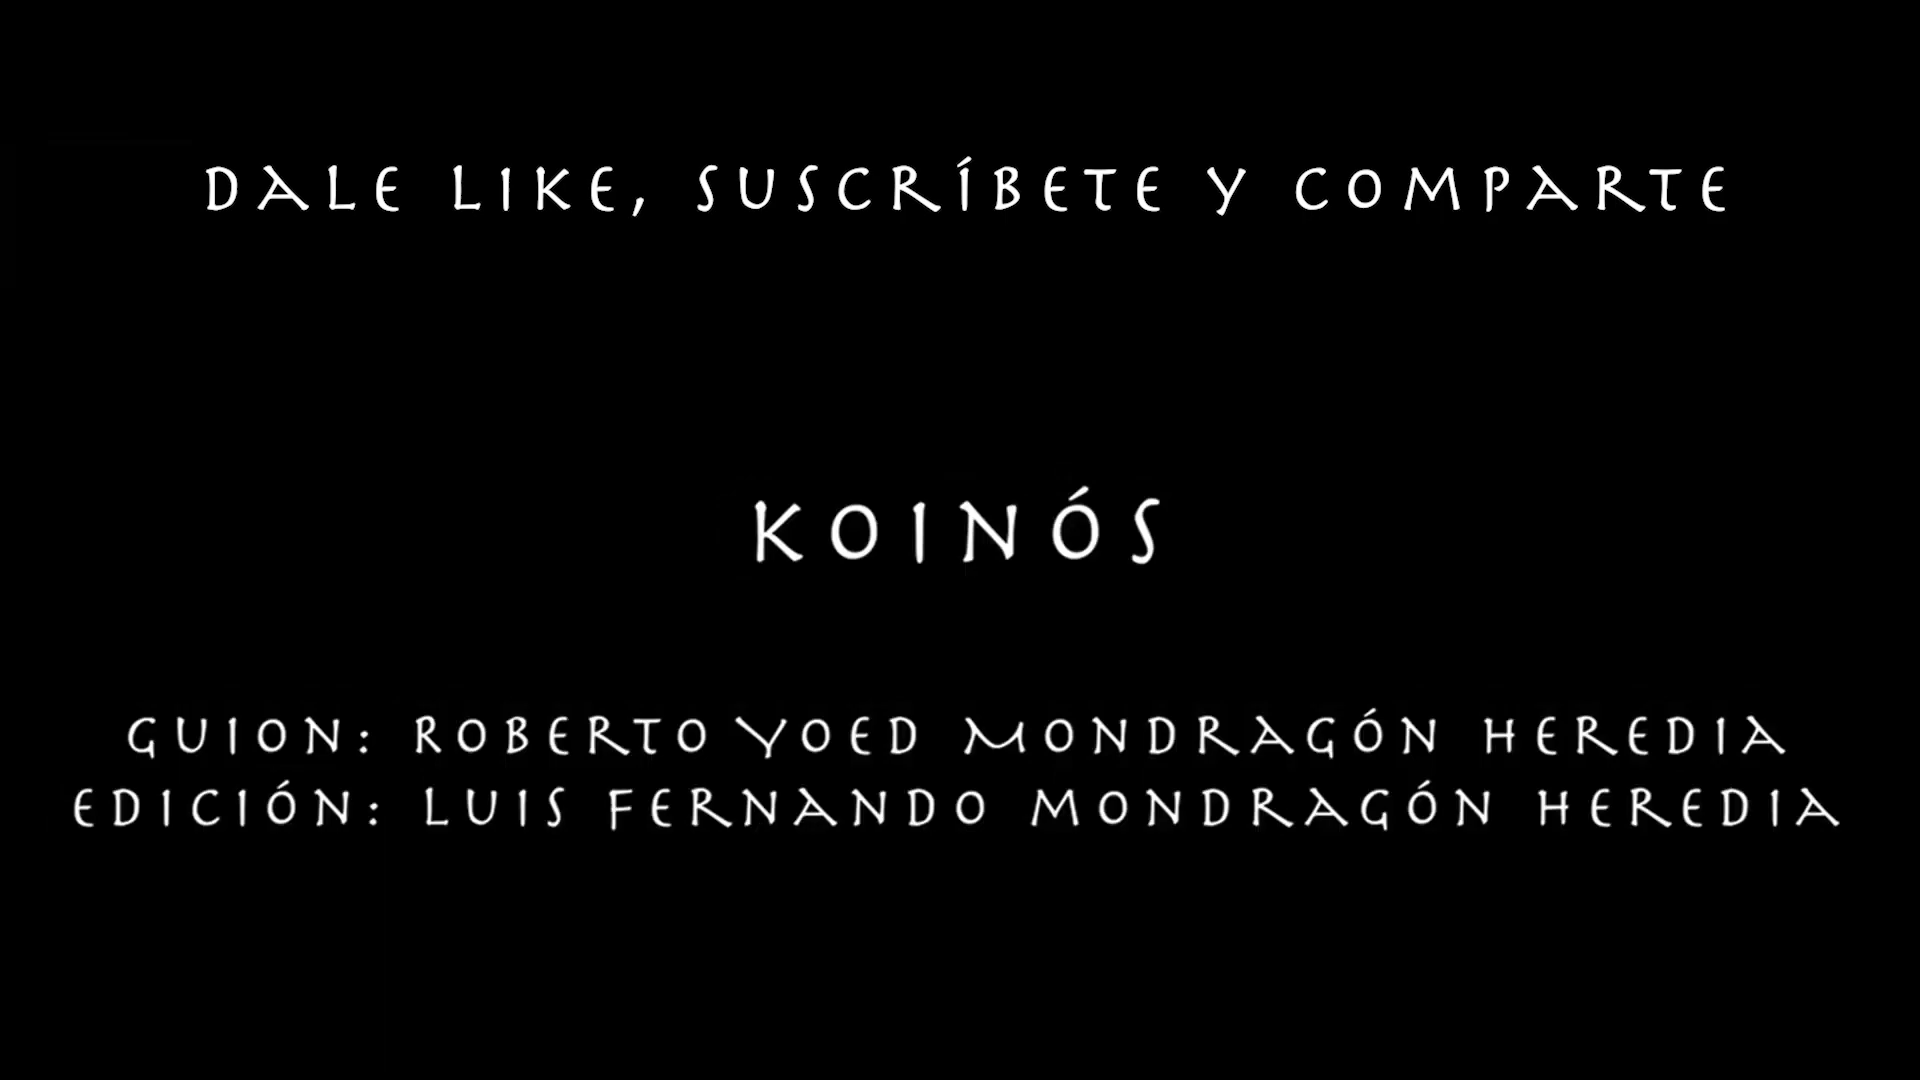 DALE LIKE, SUSCRÍBETE Y COMPARTE
KOINÓS
GUION: ROBERTO YOED MONDRAGÓN HEREDIA
EDICIÓN: LUIS FERNANDO MONDRAGÓN HEREDIA